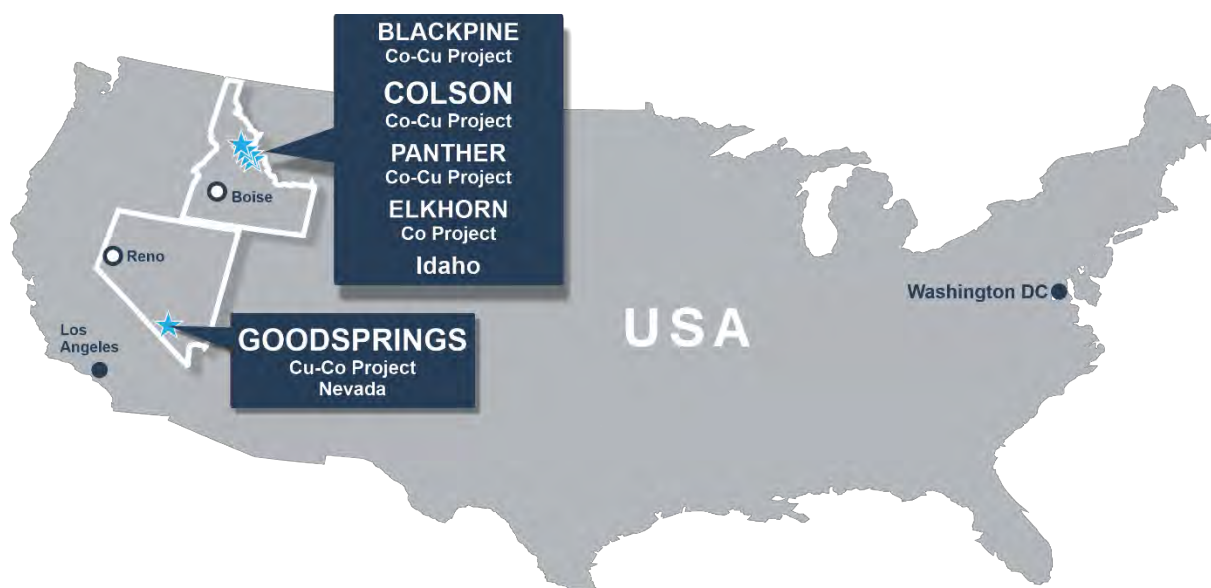 BLACKPINE
Co-Cu Project
COLSON
Co-Cu Project
PANTHER
Co-Cu Project
ELKHORN
Co Project
Idaho
Boise
Reno
Los
Angeles
GOODSPRINGS
Cu-Co Project
Nevada
USA
Washington DC